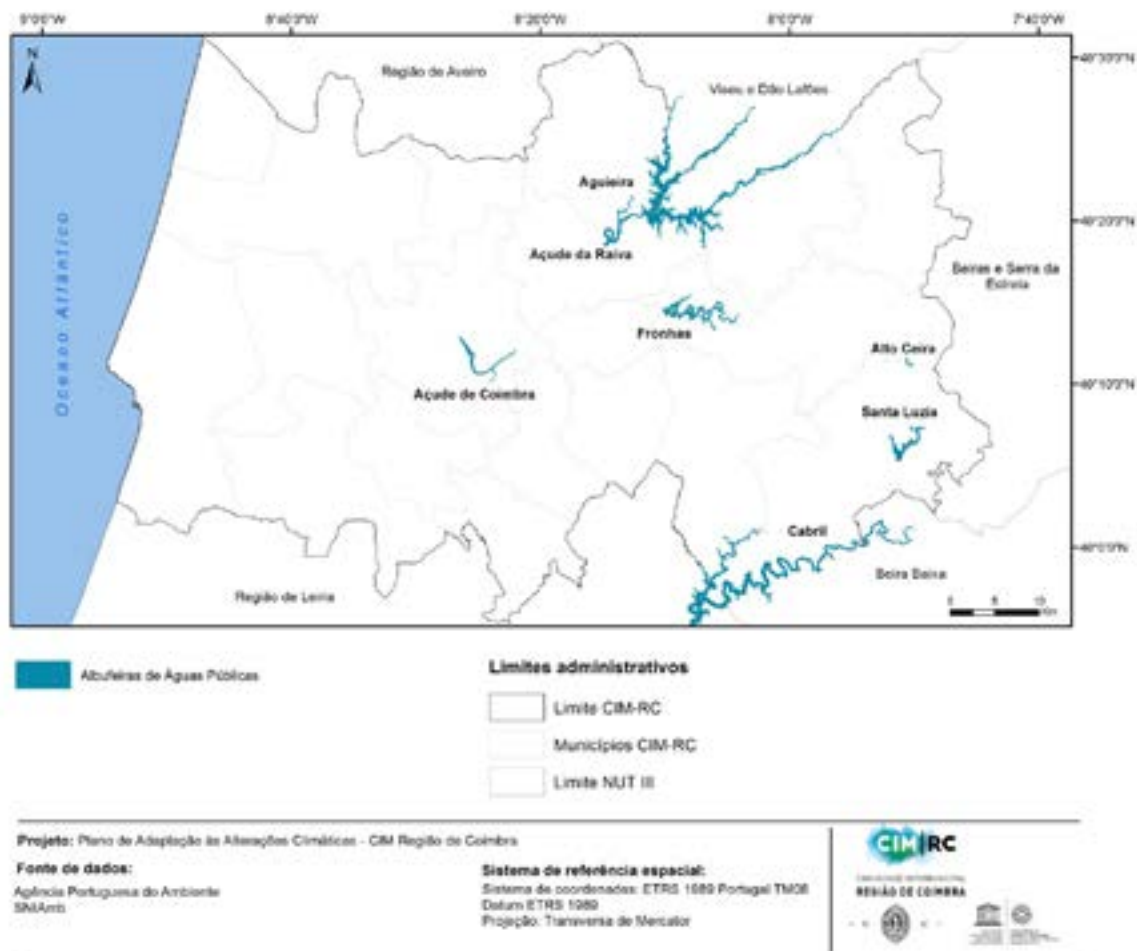 9°0'0"W 8°40'0"W 8°20'0"W 8°0'0"W 7°40'0"W
N
Região de Aveiro
Viseu e Dão Lafões
40°30'0"N
Aguieira
40°20'0"N
Açude da Raiva
Beiras e Serra da
Estrela
Oceano Atlântico
Fronhas
Alto Ceira
40°10'0"N
Açude de Coimbra
Santa Luzia
Cabril
40°0'0"N
Beira Baixa
Região de Leiria
0 5 10
Km
Albufeiras de Águas Públicas
Limites administrativos
Limite CIM-RC
Municípios CIM-RC
Limite NUT III
Projeto: Plano de Adaptação às Alterações Climáticas - CIM Região de Coimbra
Fonte de dados:
Agência Portuguesa do Ambiente
SNIAmb
Sistema de referência espacial:
Sistema de coordenadas: ETRS 1989 Portugal TM06
Datum ETRS 1989
Projeção: Transversa de Mercator
CIM|RC
REGIÃO DE COIMBRA